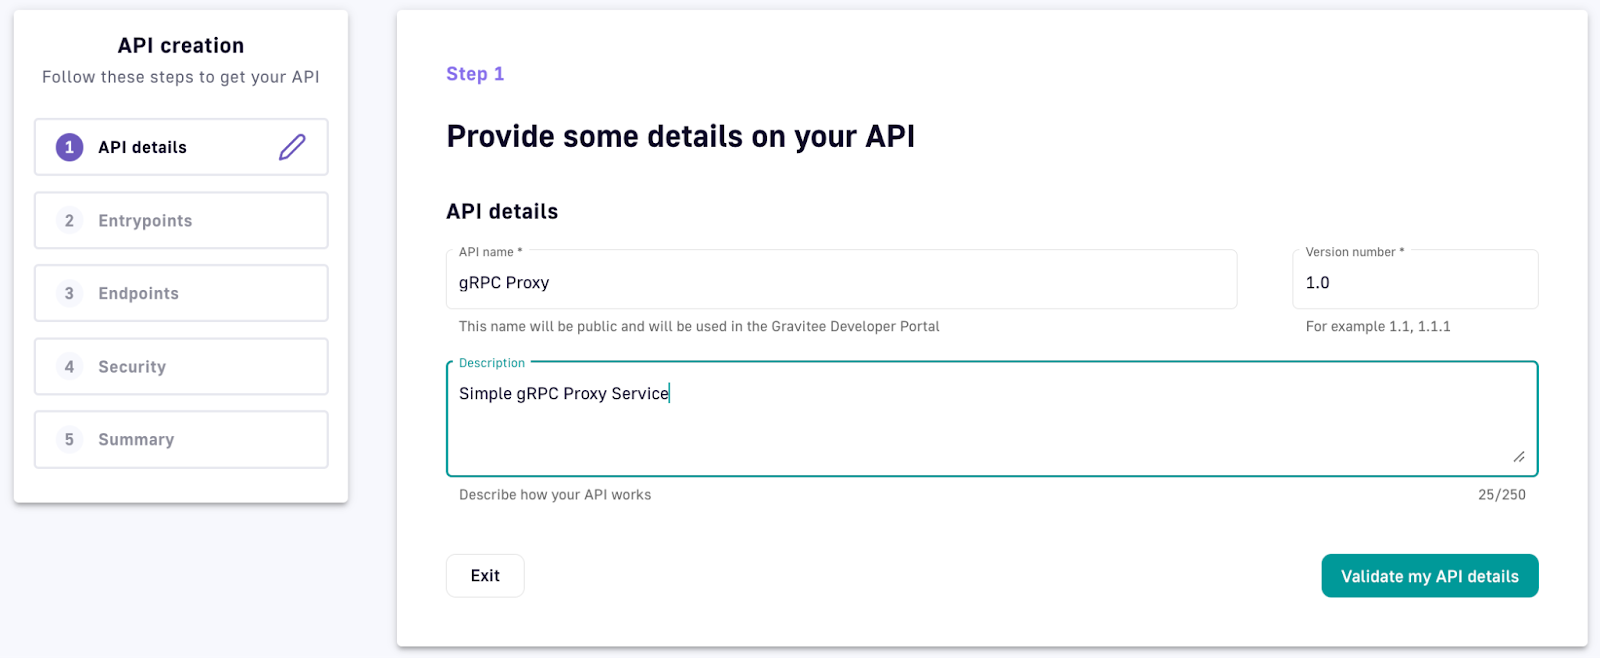 API creation
Follow these steps to get your API
1 API details
2 Entrypoints
3 Endpoints
4 Security
5 Summary
Step 1
Provide some details on your API
API details
API name *
gRPC Proxy
This name will be public and will be used in the Gravitee Developer Portal
Version number *
1.0
For example 1.1, 1.1.1
Description
Simple gRPC Proxy Service
Describe how your API works
25/250
Exit
Validate my API details